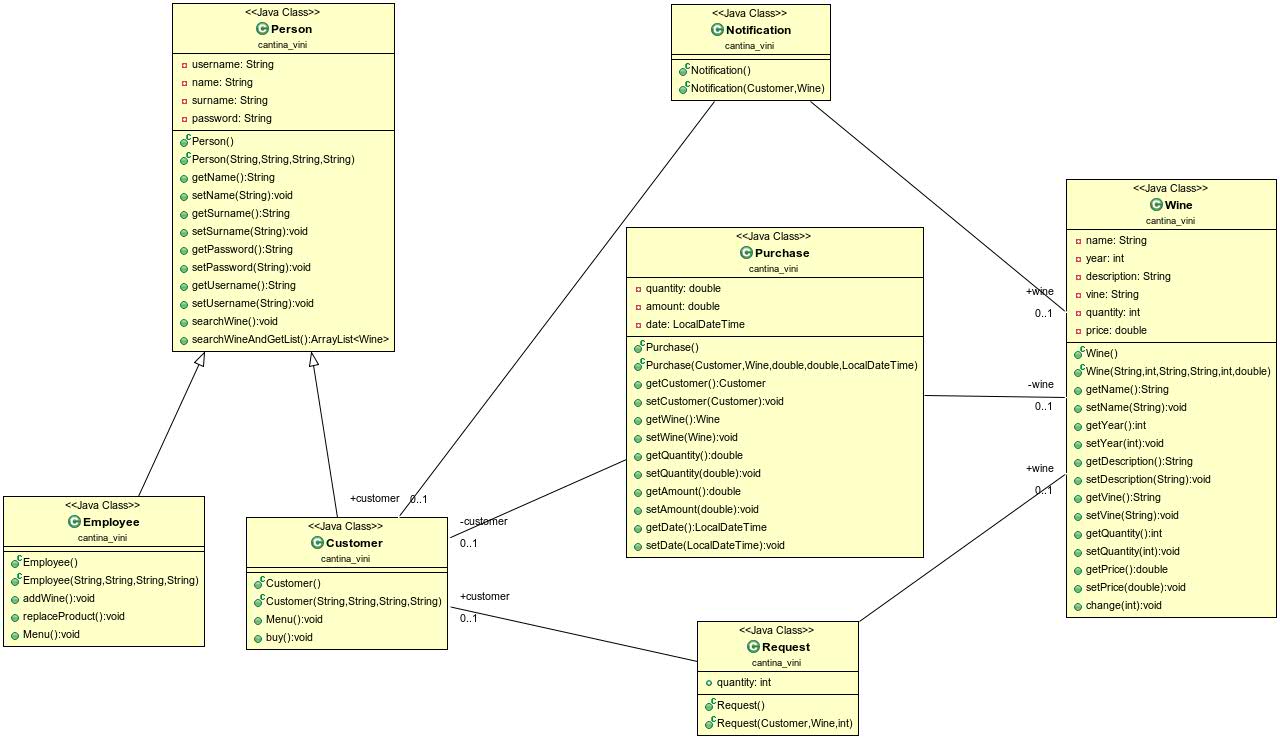 <<Java Class>>
Person
cantina_vini
username: String
name: String
surname: String
password: String
Person()
Person(String,String,String,String)
getName():String
setName(String):void
getSurname():String
setSurname(String):void
getPassword():String
setPassword(String):void
getUsername():String
setUsername(String):void
searchWine():void
searchWineAndGetList():ArrayList<Wine>
<<Java Class>>
Notification
cantina_vini
Notification()
Notification(Customer,Wine)
<<Java Class>>
Wine
cantina_vini
name: String
year: int
description: String
vine: String
quantity: int
price: double
Wine()
Wine(String,int,String,String,int,double)
getName():String
setName(String):void
getYear():int
setYear(int):void
getDescription():String
setDescription(String):void
getVine():String
setVine(String):void
getQuantity():int
setQuantity(int):void
getPrice():double
setPrice(double):void
change(int):void
<<Java Class>>
Purchase
cantina_vini
quantity: double
amount: double
date: LocalDateTime
Purchase()
Purchase(Customer,Wine,double,double,LocalDateTime)
getCustomer():Customer
setCustomer(Customer):void
getWine():Wine
setWine(Wine):void
getQuantity():double
setQuantity(double):void
getAmount():double
setAmount(double):void
getDate():LocalDateTime
setDate(LocalDateTime):void
+wine
0..1
-wine
0..1
+wine
0..1
+customer 0..1
-customer
0..1
+customer
0..1
<<Java Class>>
Employee
cantina_vini
Employee()
Employee(String,String,String,String)
addWine():void
replaceProduct():void
Menu():void
<<Java Class>>
Customer
cantina_vini
Customer()
Customer(String,String,String,String)
Menu():void
buy():void
<<Java Class>>
Request
cantina_vini
quantity: int
Request()
Request(Customer,Wine,int)